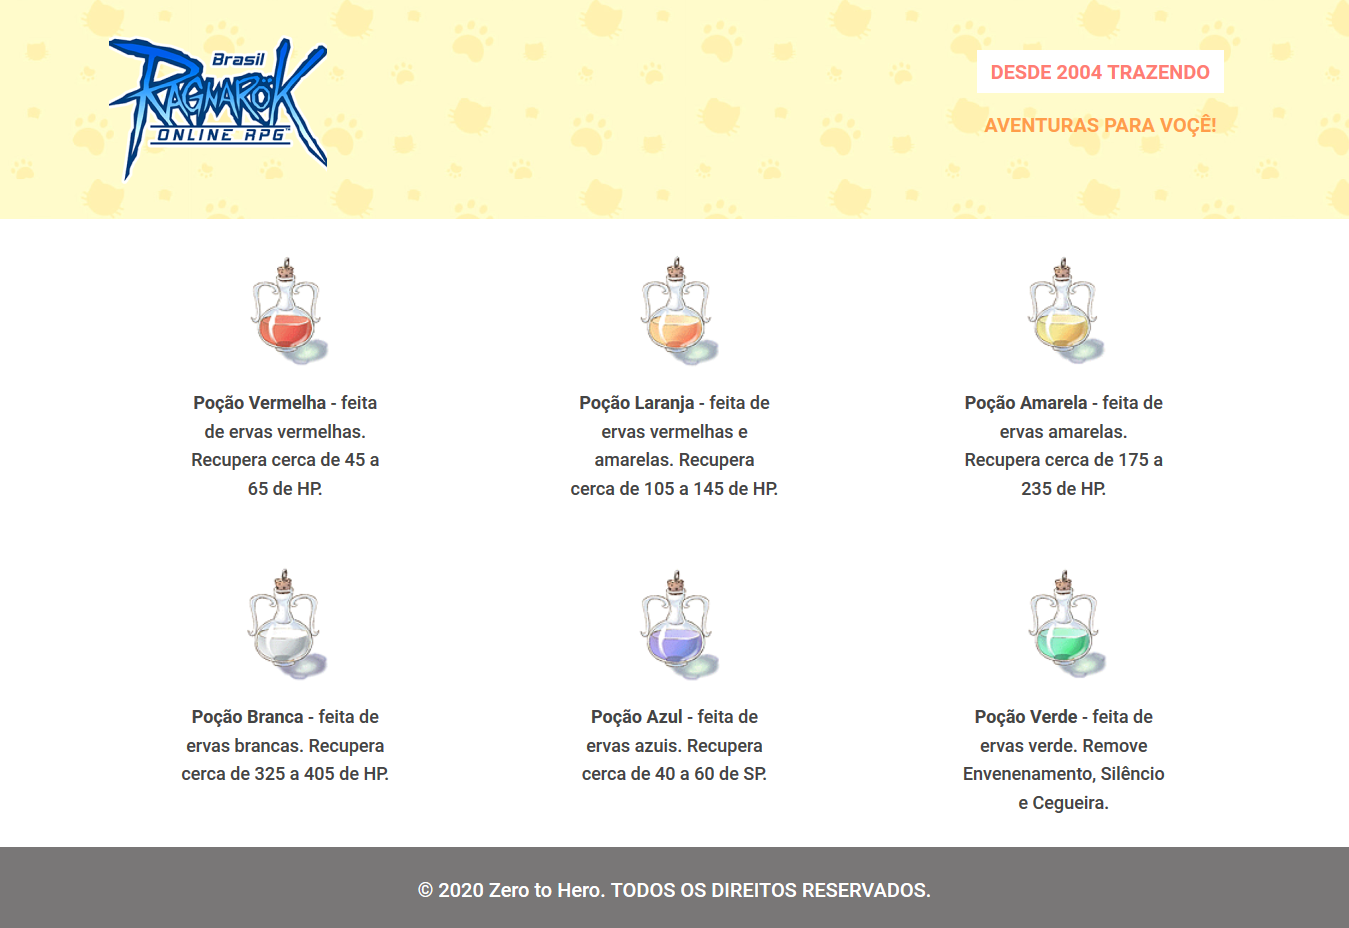 Brasil
RAGNARÖK
ONLINE RPG
DESDE 2004 TRAZENDO
AVENTURAS PARA VOÇÊ!
Poção Vermelha - feita
de ervas vermelhas.
Recupera cerca de 45 a
65 de HP.
Poção Laranja - feita de
ervas vermelhas e
amarelas. Recupera
cerca de 105 a 145 de HP.
Poção Amarela - feita de
ervas amarelas.
Recupera cerca de 175 a
235 de HP.
Poção Branca - feita de
ervas brancas. Recupera
cerca de 325 a 405 de HP.
Poção Azul - feita de
ervas azuis. Recupera
cerca de 40 a 60 de SP.
Poção Verde - feita de
ervas verde. Remove
Envenenamento, Silêncio
e Cegueira.
© 2020 Zero to Hero. TODOS OS DIREITOS RESERVADOS.